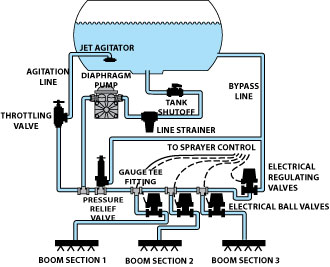 JET AGITATOR
AGITATION
LINE
DIAPHRAGM
PUMP
TANK
SHUTOFF
BYPASS
LINE
THROTTLING
VALVE
LINE STRAINER
TO SPRAYER CONTROL
GAUGE TEE
FITTING
ELECTRICAL
REGULATING
VALVES
PRESSURE
RELIEF
VALVE
ELECTRICAL BALL VALVES
BOOM SECTION 1
BOOM SECTION 2
BOOM SECTION 3